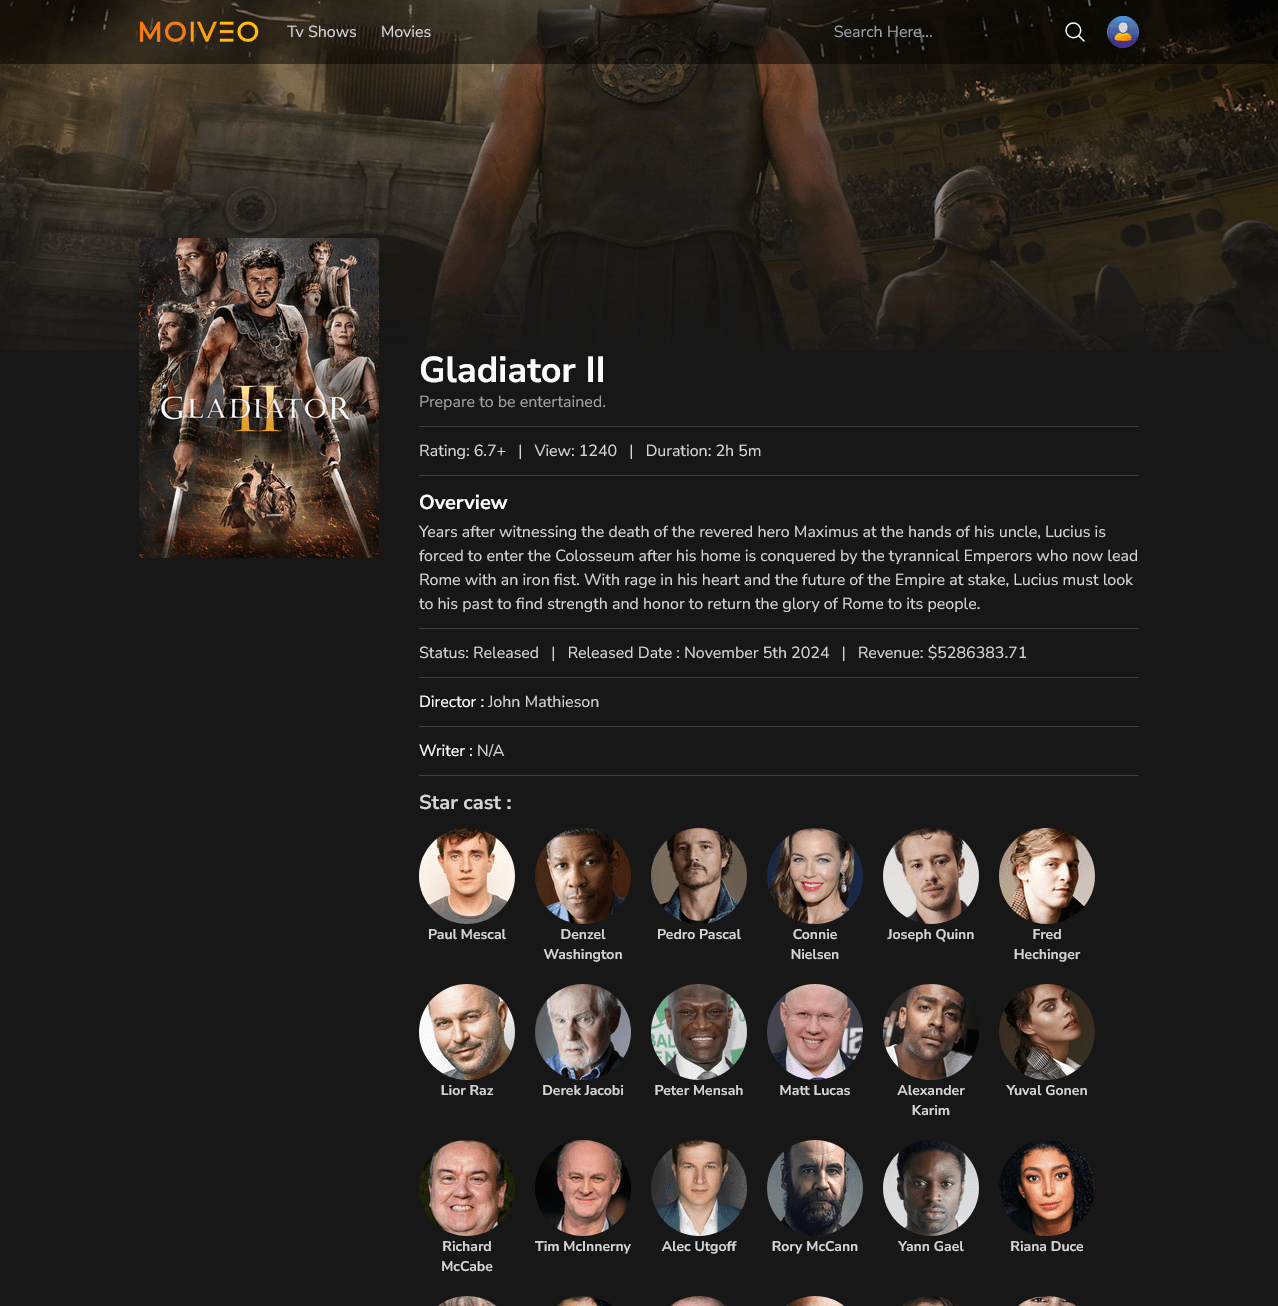 MOIVEO
Tv Shows
Movies
Search Here...
GLADIATOR
II
Gladiator II
Prepare to be entertained.
Rating: 6.7+ | View: 1240 | Duration: 2h 5m
Overview
Years after witnessing the death of the revered hero Maximus at the hands of his uncle, Lucius is
forced to enter the Colosseum after his home is conquered by the tyrannical Emperors who now lead
Rome with an iron fist. With rage in his heart and the future of the Empire at stake, Lucius must look
to his past to find strength and honor to return the glory of Rome to its people.
Status: Released | Released Date : November 5th 2024 | Revenue: $5286383.71
Director : John Mathieson
Writer : N/A
Star cast :
Paul Mescal
Denzel
Washington
Pedro Pascal
Connie
Nielsen
Joseph Quinn
Fred
Hechinger
Lior Raz
Derek Jacobi
Peter Mensah
Matt Lucas
Alexander
Karim
Yuval Gonen
Richard
McCabe
Tim McInnerny
Alec Utgoff
Rory McCann
Yann Gael
Riana Duce